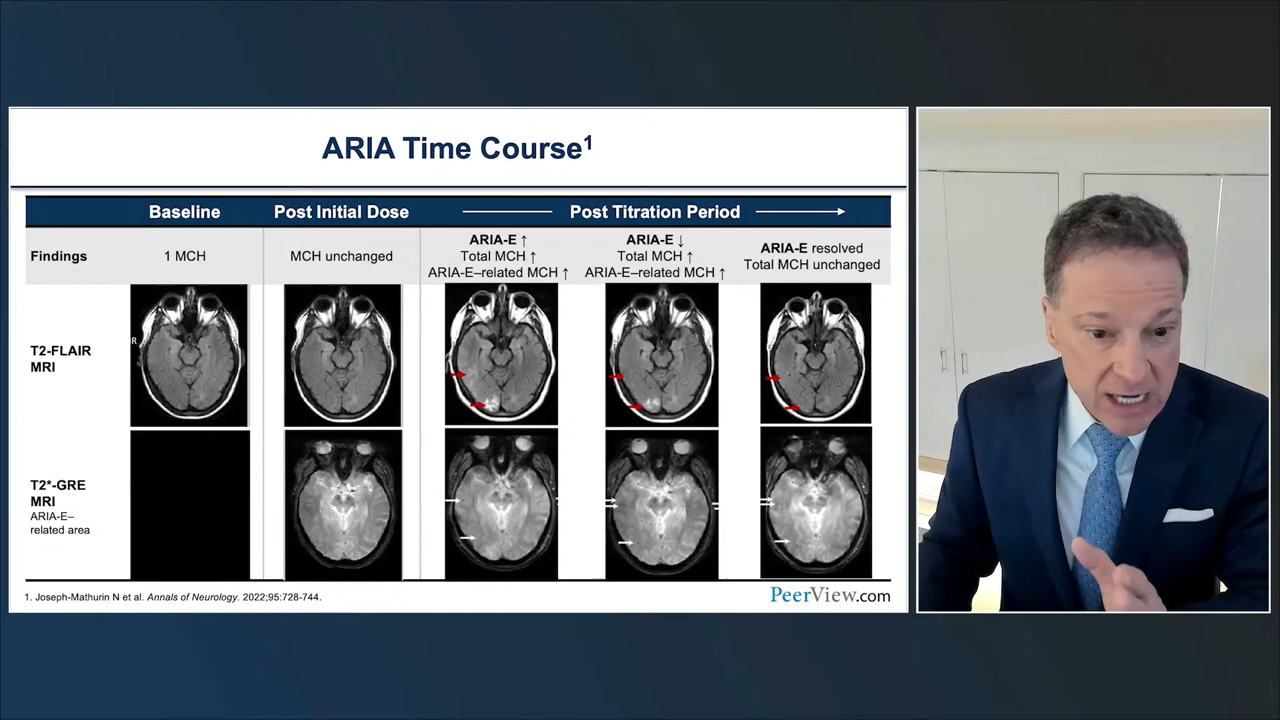 ARIA Time Course1
Baseline
Post Initial Dose
Post Titration Period
Findings
1 MCH
MCH unchanged
ARIA-E ↑
Total MCH ↑
ARIA-E–related MCH ↑
ARIA-E ↓
Total MCH ↑
ARIA-E–related MCH ↑
ARIA-E resolved
Total MCH unchanged
T2-FLAIR
MRI
R
T2*-GRE
MRI
ARIA-E–
related area
1. Joseph-Mathurin N et al. Annals of Neurology. 2022;95:728-744.
PeerView.com